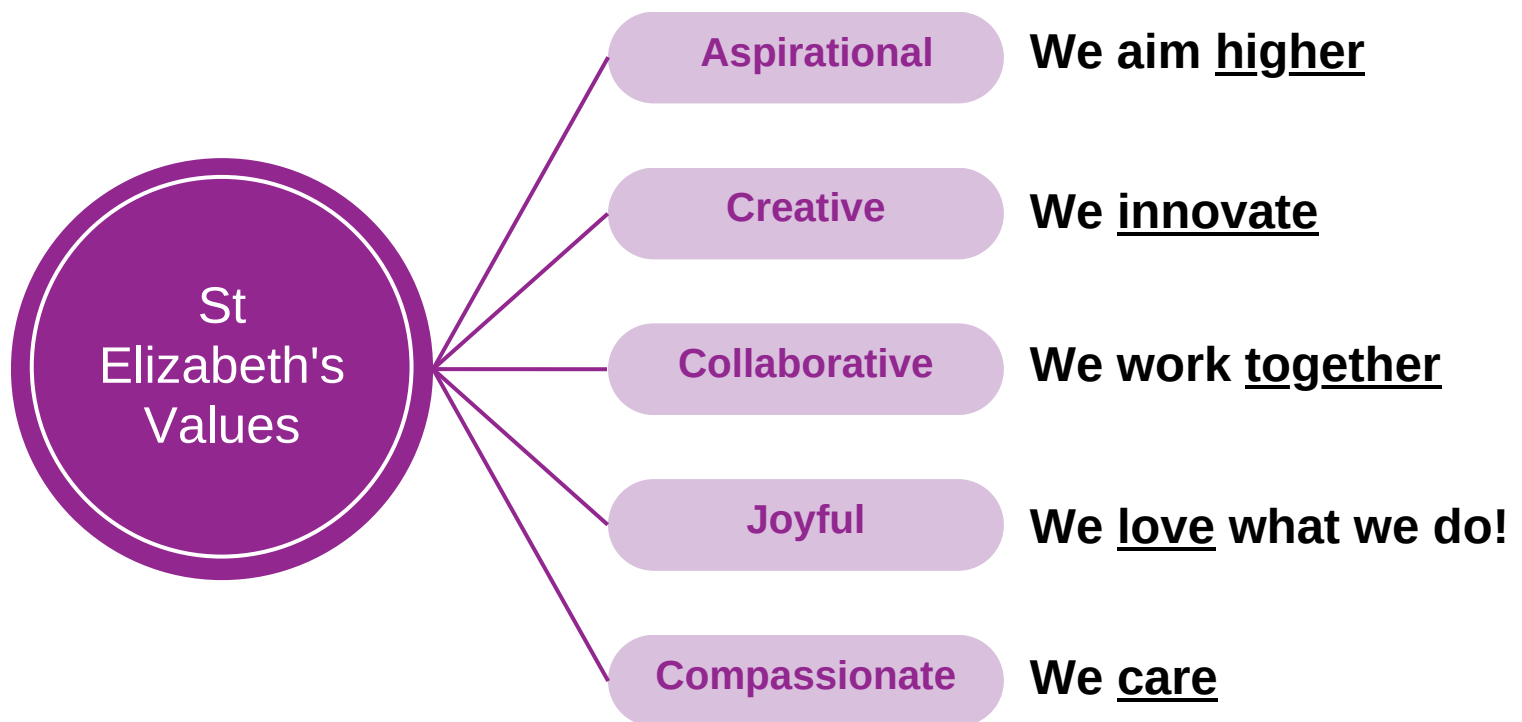 St
Elizabeth's
Values
Aspirational
We aim higher
Creative
We innovate
Collaborative
We work together
Joyful
We love what we do!
Compassionate
We care